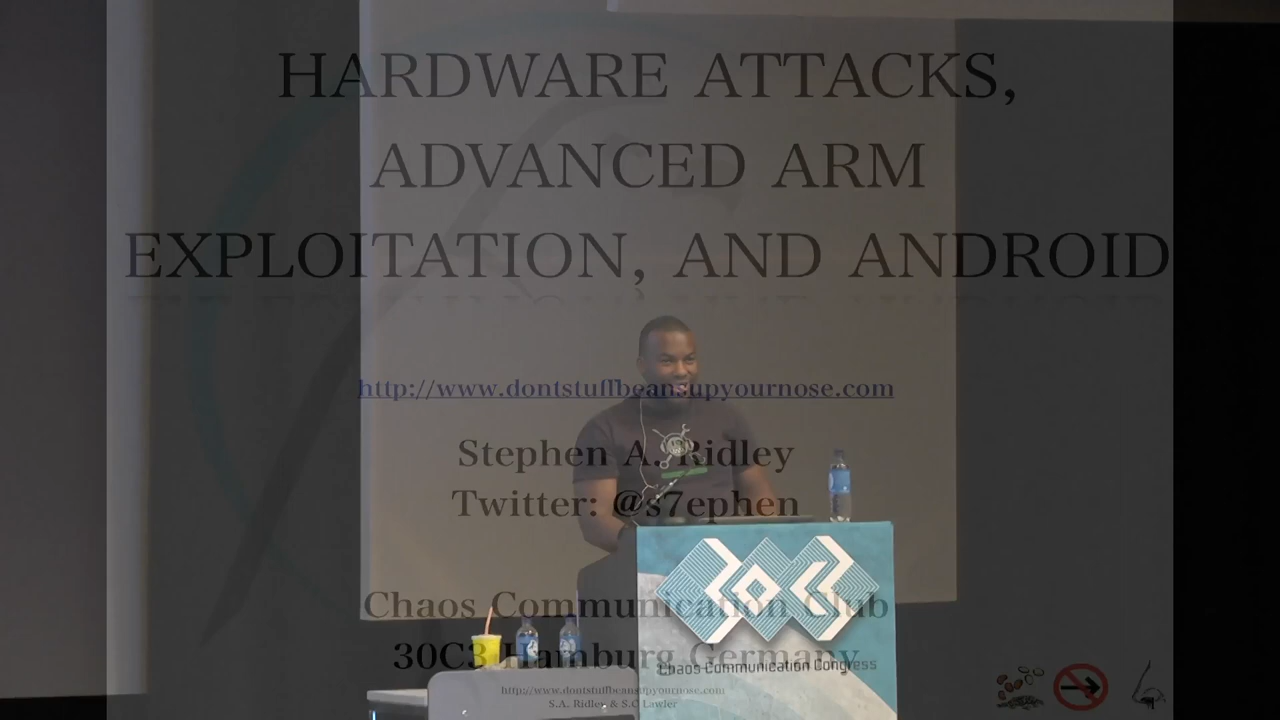 HARDWARE ATTACKS,
ADVANCED ARM
EXPLOITATION, AND ANDROID
http://www.dontstuffbeansupyournose.com
Stephen A. Ridley
Twitter: @s7ephen
Chaos Communication Club
30C3 Hamburg Germany
Chaos Communication Congress
http://www.dontstuffbeansupyournose.com
S.A. Ridley & S.C Lawler